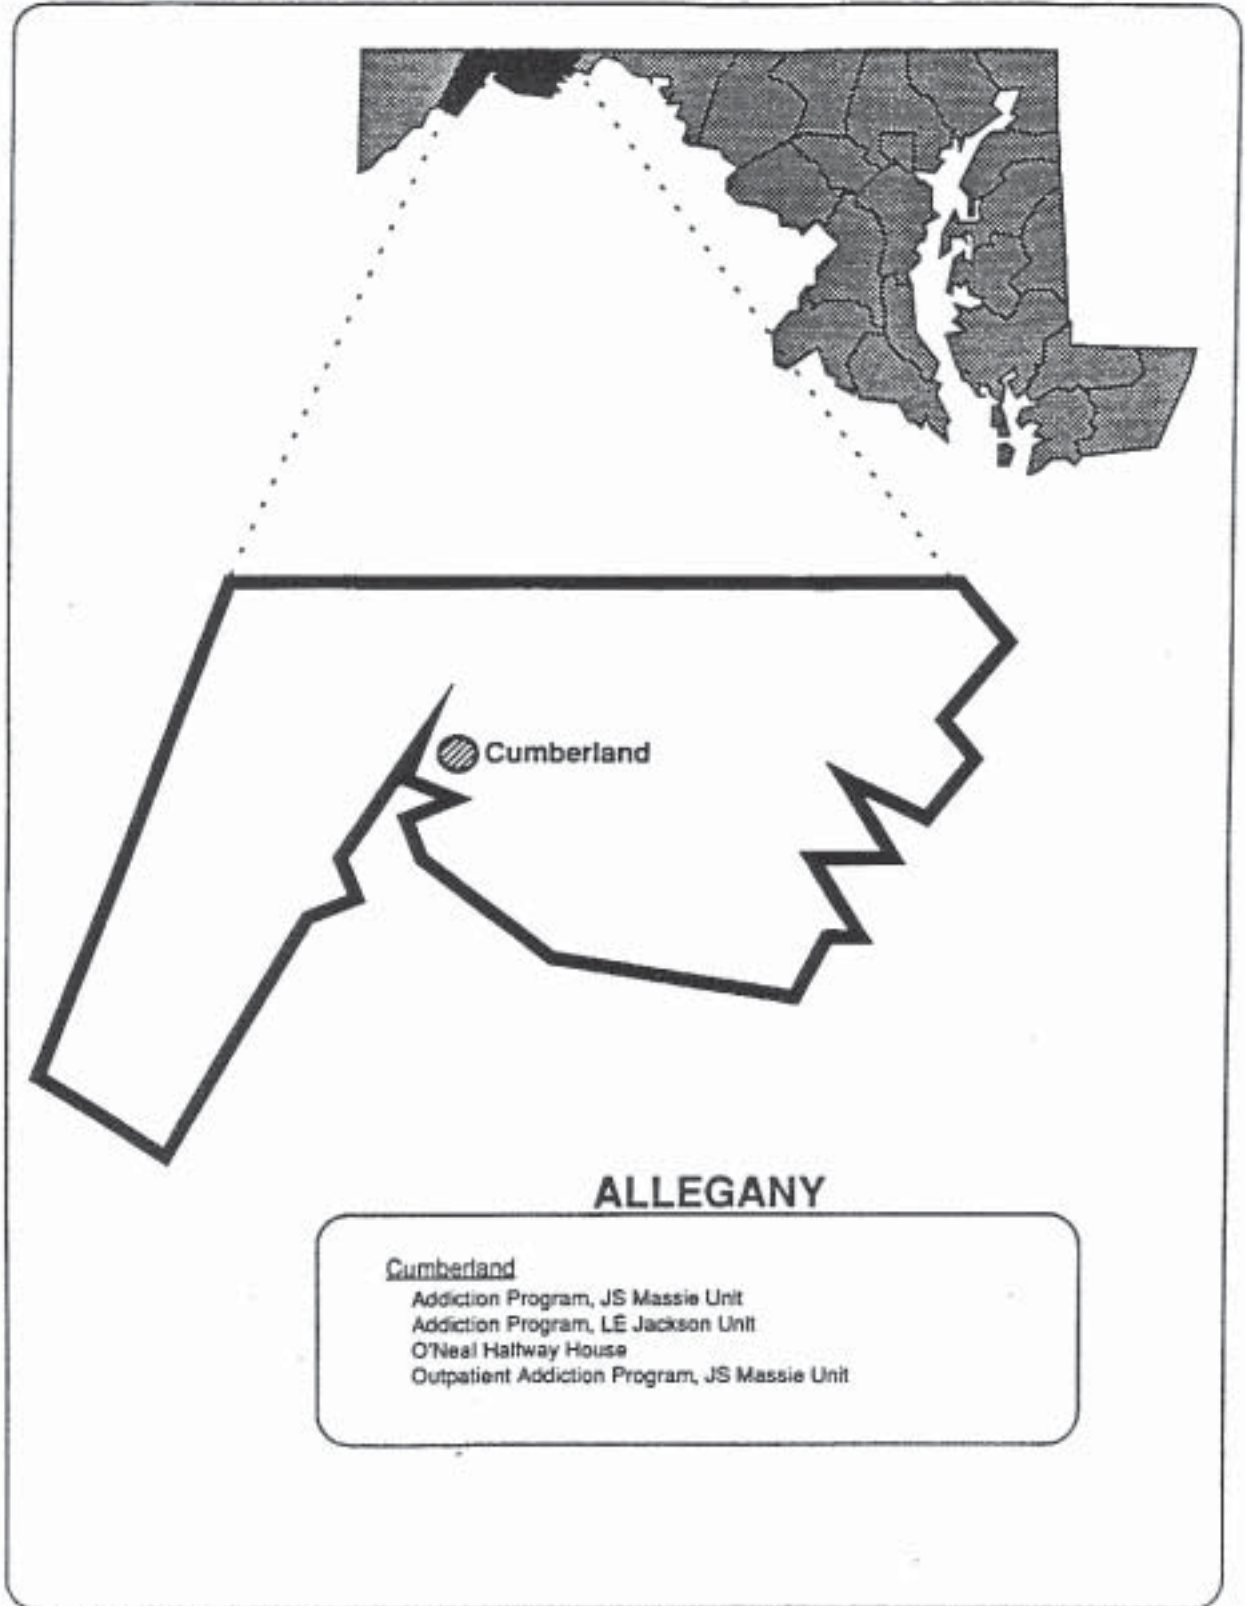 Cumberland
ALLEGANY
Cumberland
Addiction Program, JS Massie Unit
Addiction Program, LE Jackson Unit
O'Neal Halfway House
Outpatient Addiction Program, JS Massie Unit